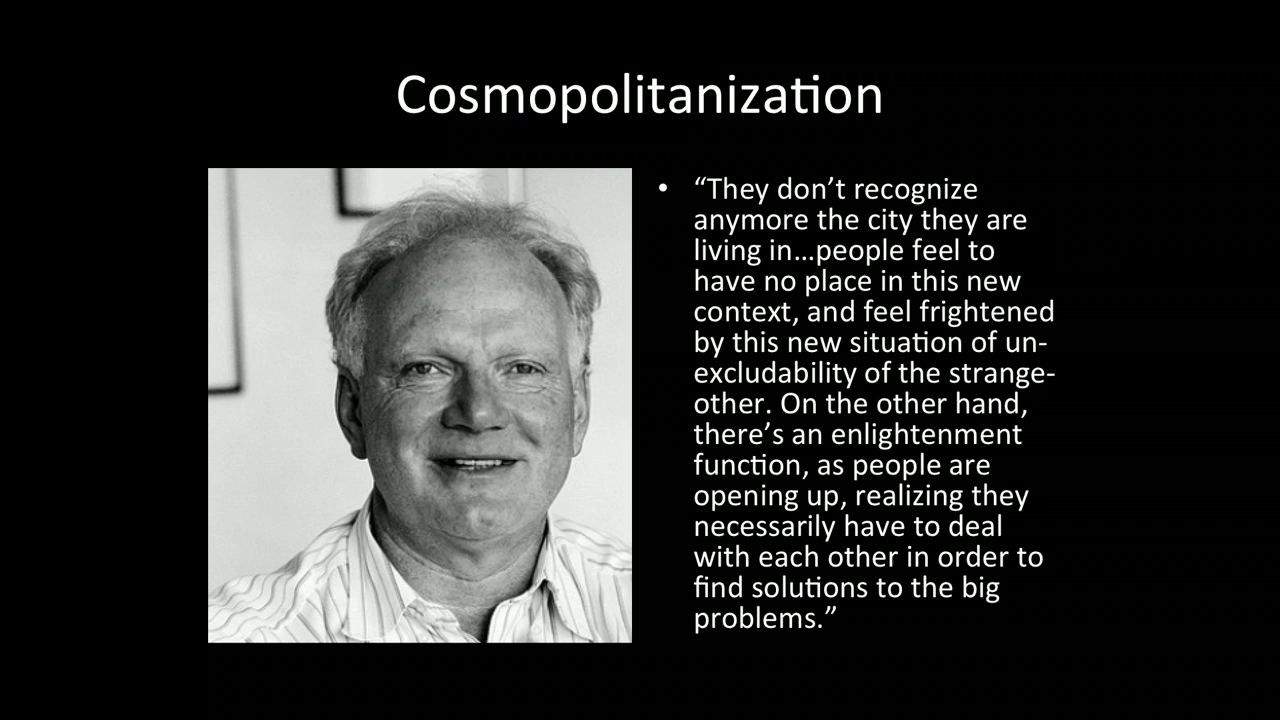 Cosmopolitanization
• “They don’t recognize
anymore the city they are
living in…people feel to
have no place in this new
context, and feel frightened
by this new situation of un-
excludability of the strange-
other. On the other hand,
there’s an enlightenment
function, as people are
opening up, realizing they
necessarily have to deal
with each other in order to
find solutions to the big
problems.”